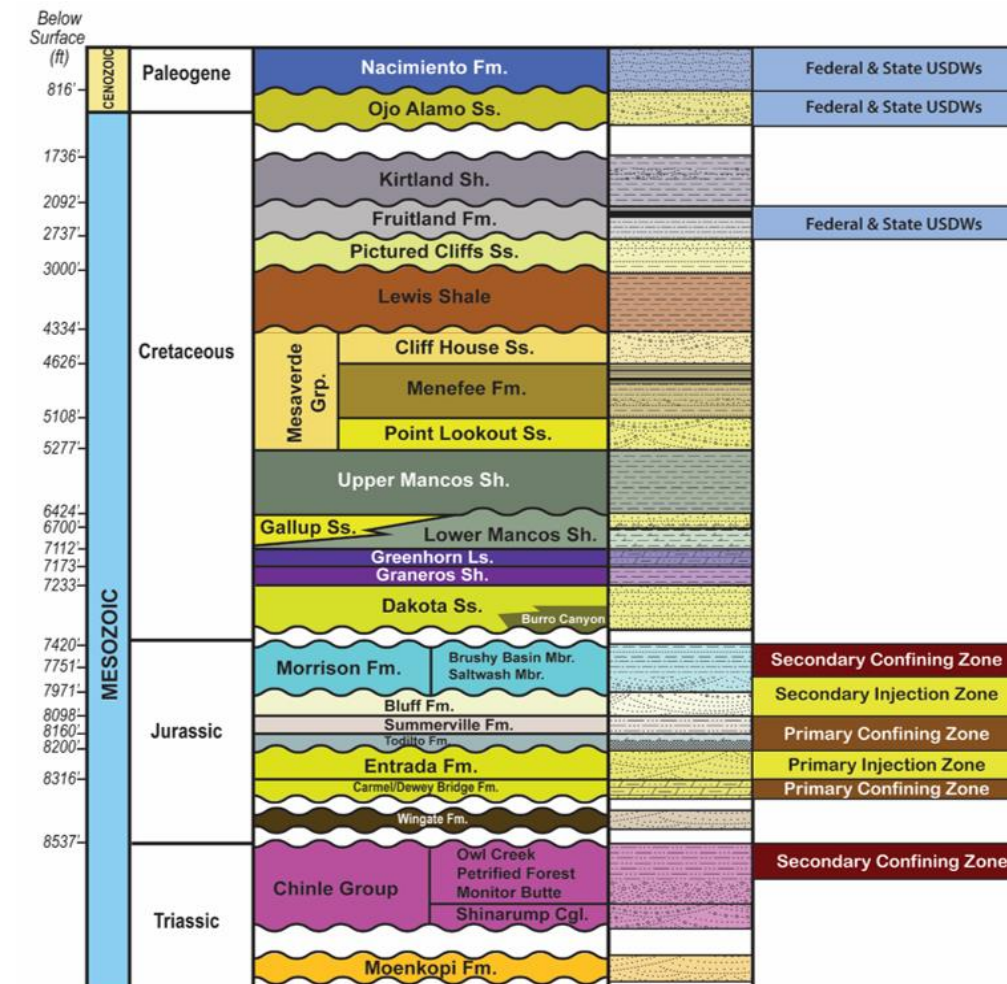 Below
Surface
(ft)
816'
1736'
2092'
2737'
3000'
4334'
4626'
5108'
5277'
6424'
6700'
7112'
7173'
7233'
7420'
7751'
7971'
8098'
8160'
8200'
8316'
8537'
CENOZOIC
MESOZOIC
Paleogene
Cretaceous
Jurassic
Triassic
Nacimiento Fm.
Ojo Alamo Ss.
Kirtland Sh.
Fruitland Fm.
Pictured Cliffs Ss.
Lewis Shale
Mesaverde
Grp.
Cliff House Ss.
Menefee Fm.
Point Lookout Ss.
Upper Mancos Sh.
Gallup Ss.
Lower Mancos Sh.
Greenhorn Ls.
Graneros Sh.
Dakota Ss.
Burro Canyon
Morrison Fm.
Brushy Basin Mbr.
Saltwash Mbr.
Bluff Fm.
Summerville Fm.
Todilto Fm.
Entrada Fm.
Carmel/Dewey Bridge Fm.
Wingate Fm.
Chinle Group
Owl Creek
Petrified Forest
Monitor Butte
Shinarump Cgl.
Moenkopi Fm.
Federal & State USDWs
Federal & State USDWs
Federal & State USDWs
Secondary Confining Zone
Secondary Injection Zone
Primary Confining Zone
Primary Injection Zone
Primary Confining Zone
Secondary Confining Zone